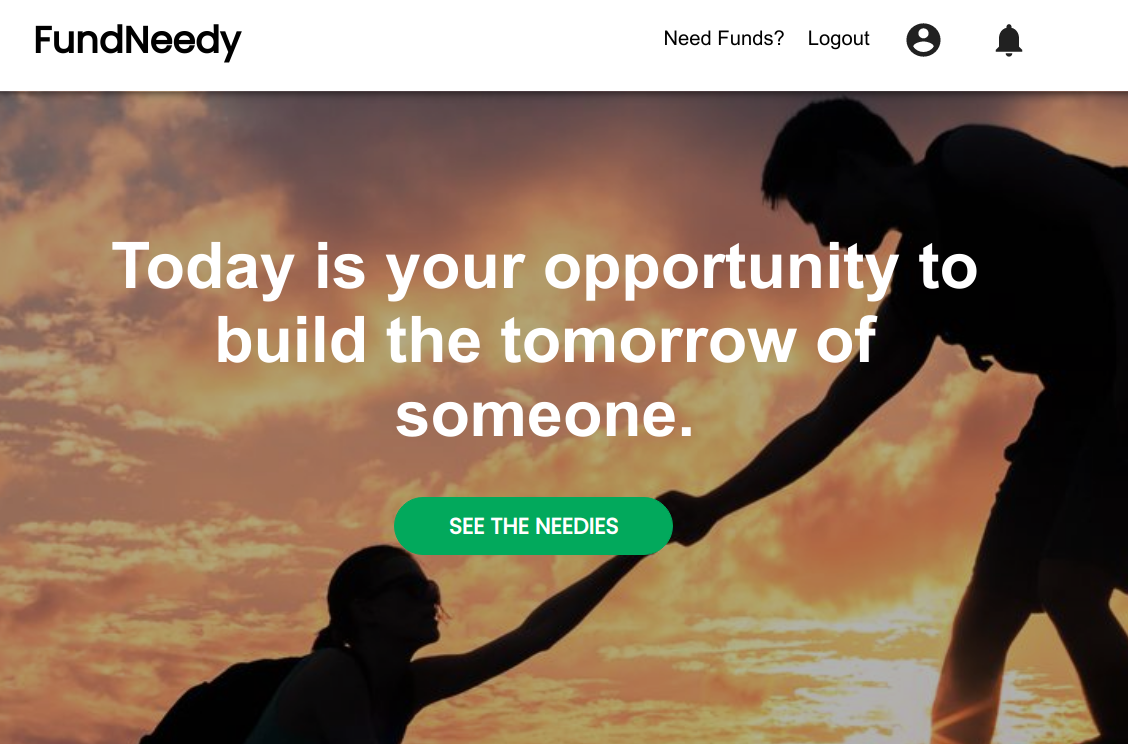 FundNeedy
Need Funds? Logout
Today is your opportunity to
build the tomorrow of
someone.
SEE THE NEEDIES